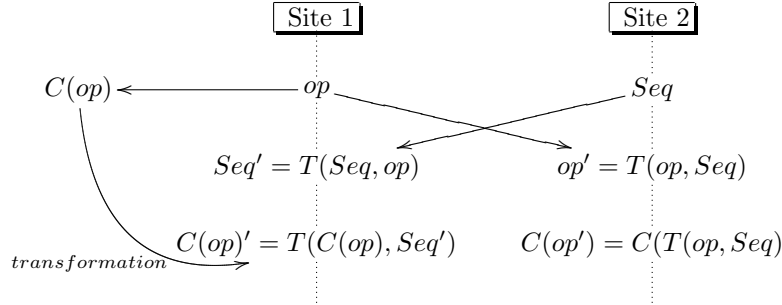 Site 1 Site 2
C(op) op Seq
Seq′ = T(Seq, op) op′ = T(op, Seq)
C(op)′ = T(C(op), Seq′) C(op′) = C(T(op, Seq)
transformation